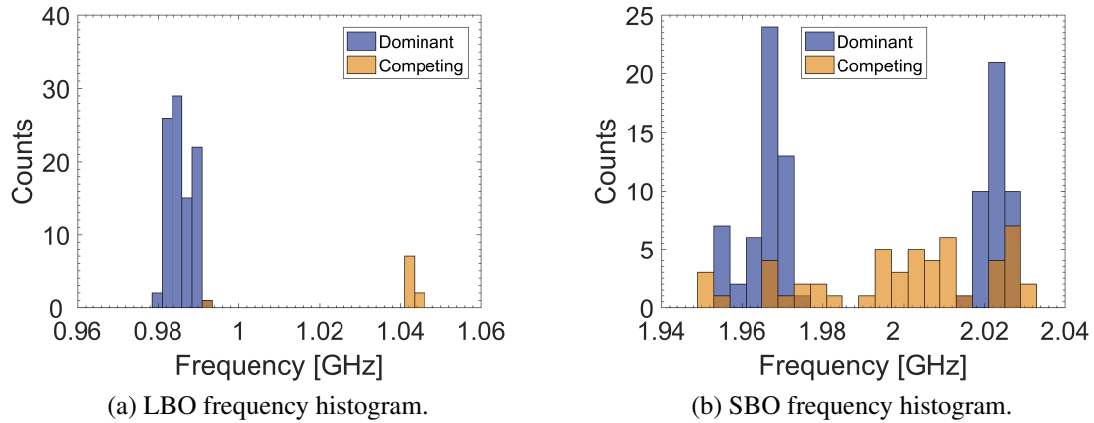 40
30
20
10
0
Counts
0.96 0.98 1 1.02 1.04 1.06
Frequency [GHz]
Dominant
Competing
(a) LBO frequency histogram.
25
20
15
10
5
0
Counts
1.94 1.96 1.98 2 2.02 2.04
Frequency [GHz]
Dominant
Competing
(b) SBO frequency histogram.